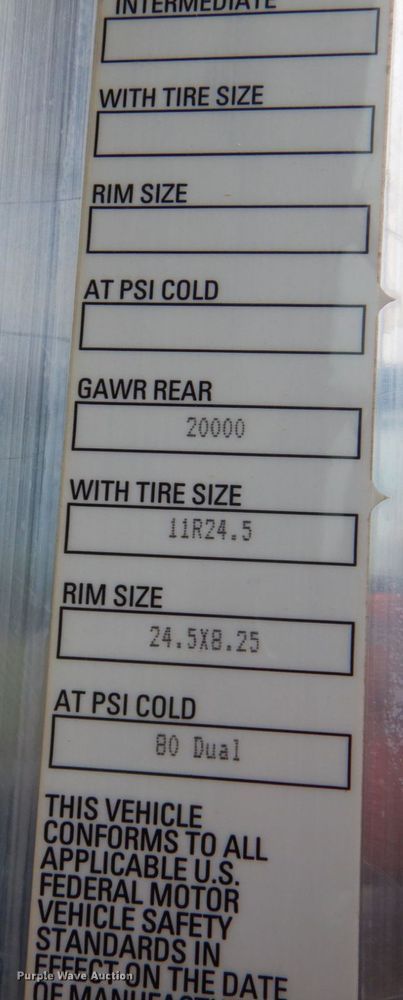 INTERMEDIATE
WITH TIRE SIZE
RIM SIZE
AT PSI COLD
GAWR REAR
20000
WITH TIRE SIZE
11R24.5
RIM SIZE
24.5X8.25
AT PSI COLD
80 Dual
THIS VEHICLE
CONFORMS TO ALL
APPLICABLE U.S.
FEDERAL MOTOR
VEHICLE SAFETY
STANDARDS IN
EFFECT ON THE DATE
Purple Wave Auction
OF